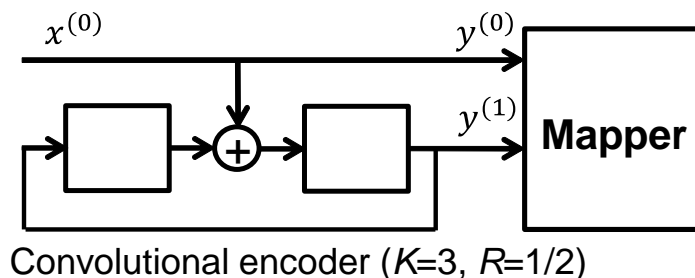 x^{(0)} y^{(0)}
y^{(1)}
+
Mapper
Convolutional encoder (K=3, R=1/2)